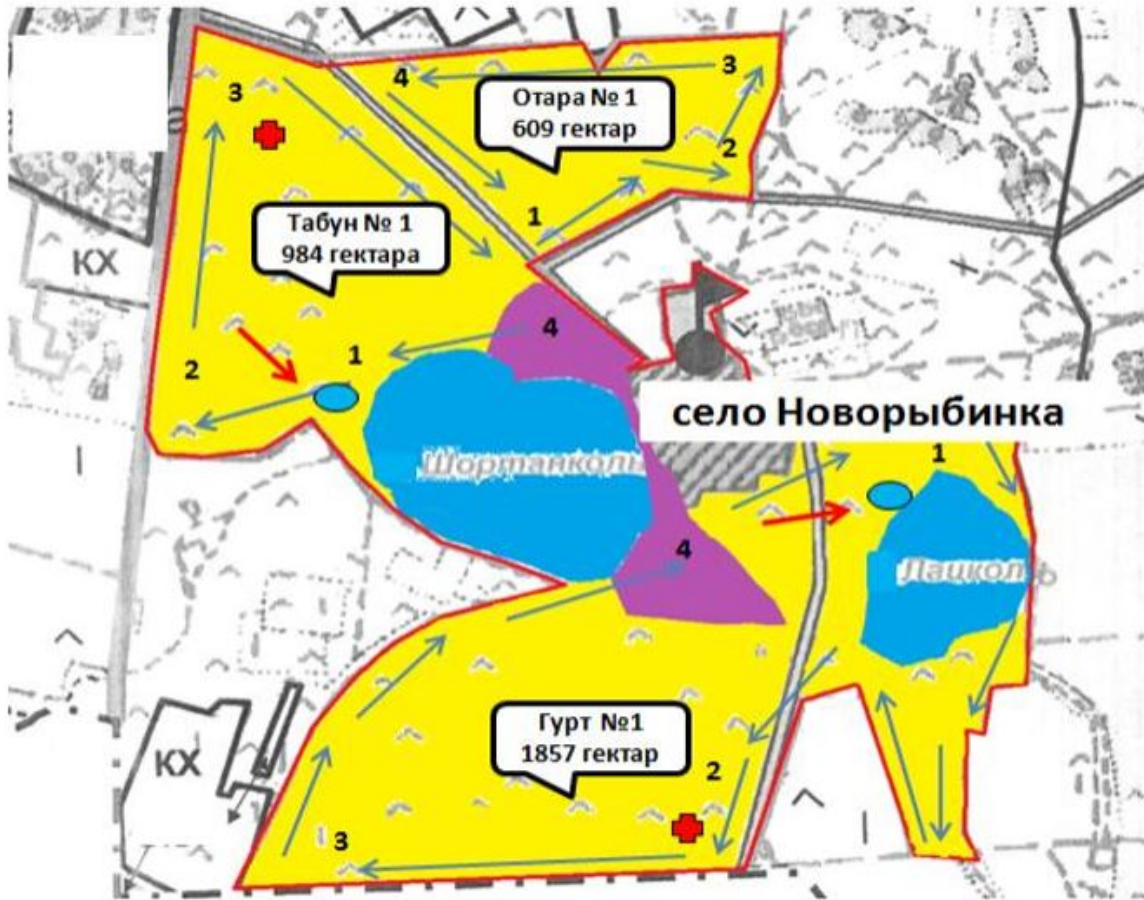 3
4
3
Отара № 1
609 гектар
2
Табун № 1
984 гектара
1
КХ
4
1
2
село Новорыбинка
1
Шортанколь
4
Лацколь
Гурт №1
1857 гектар
КХ
2
3